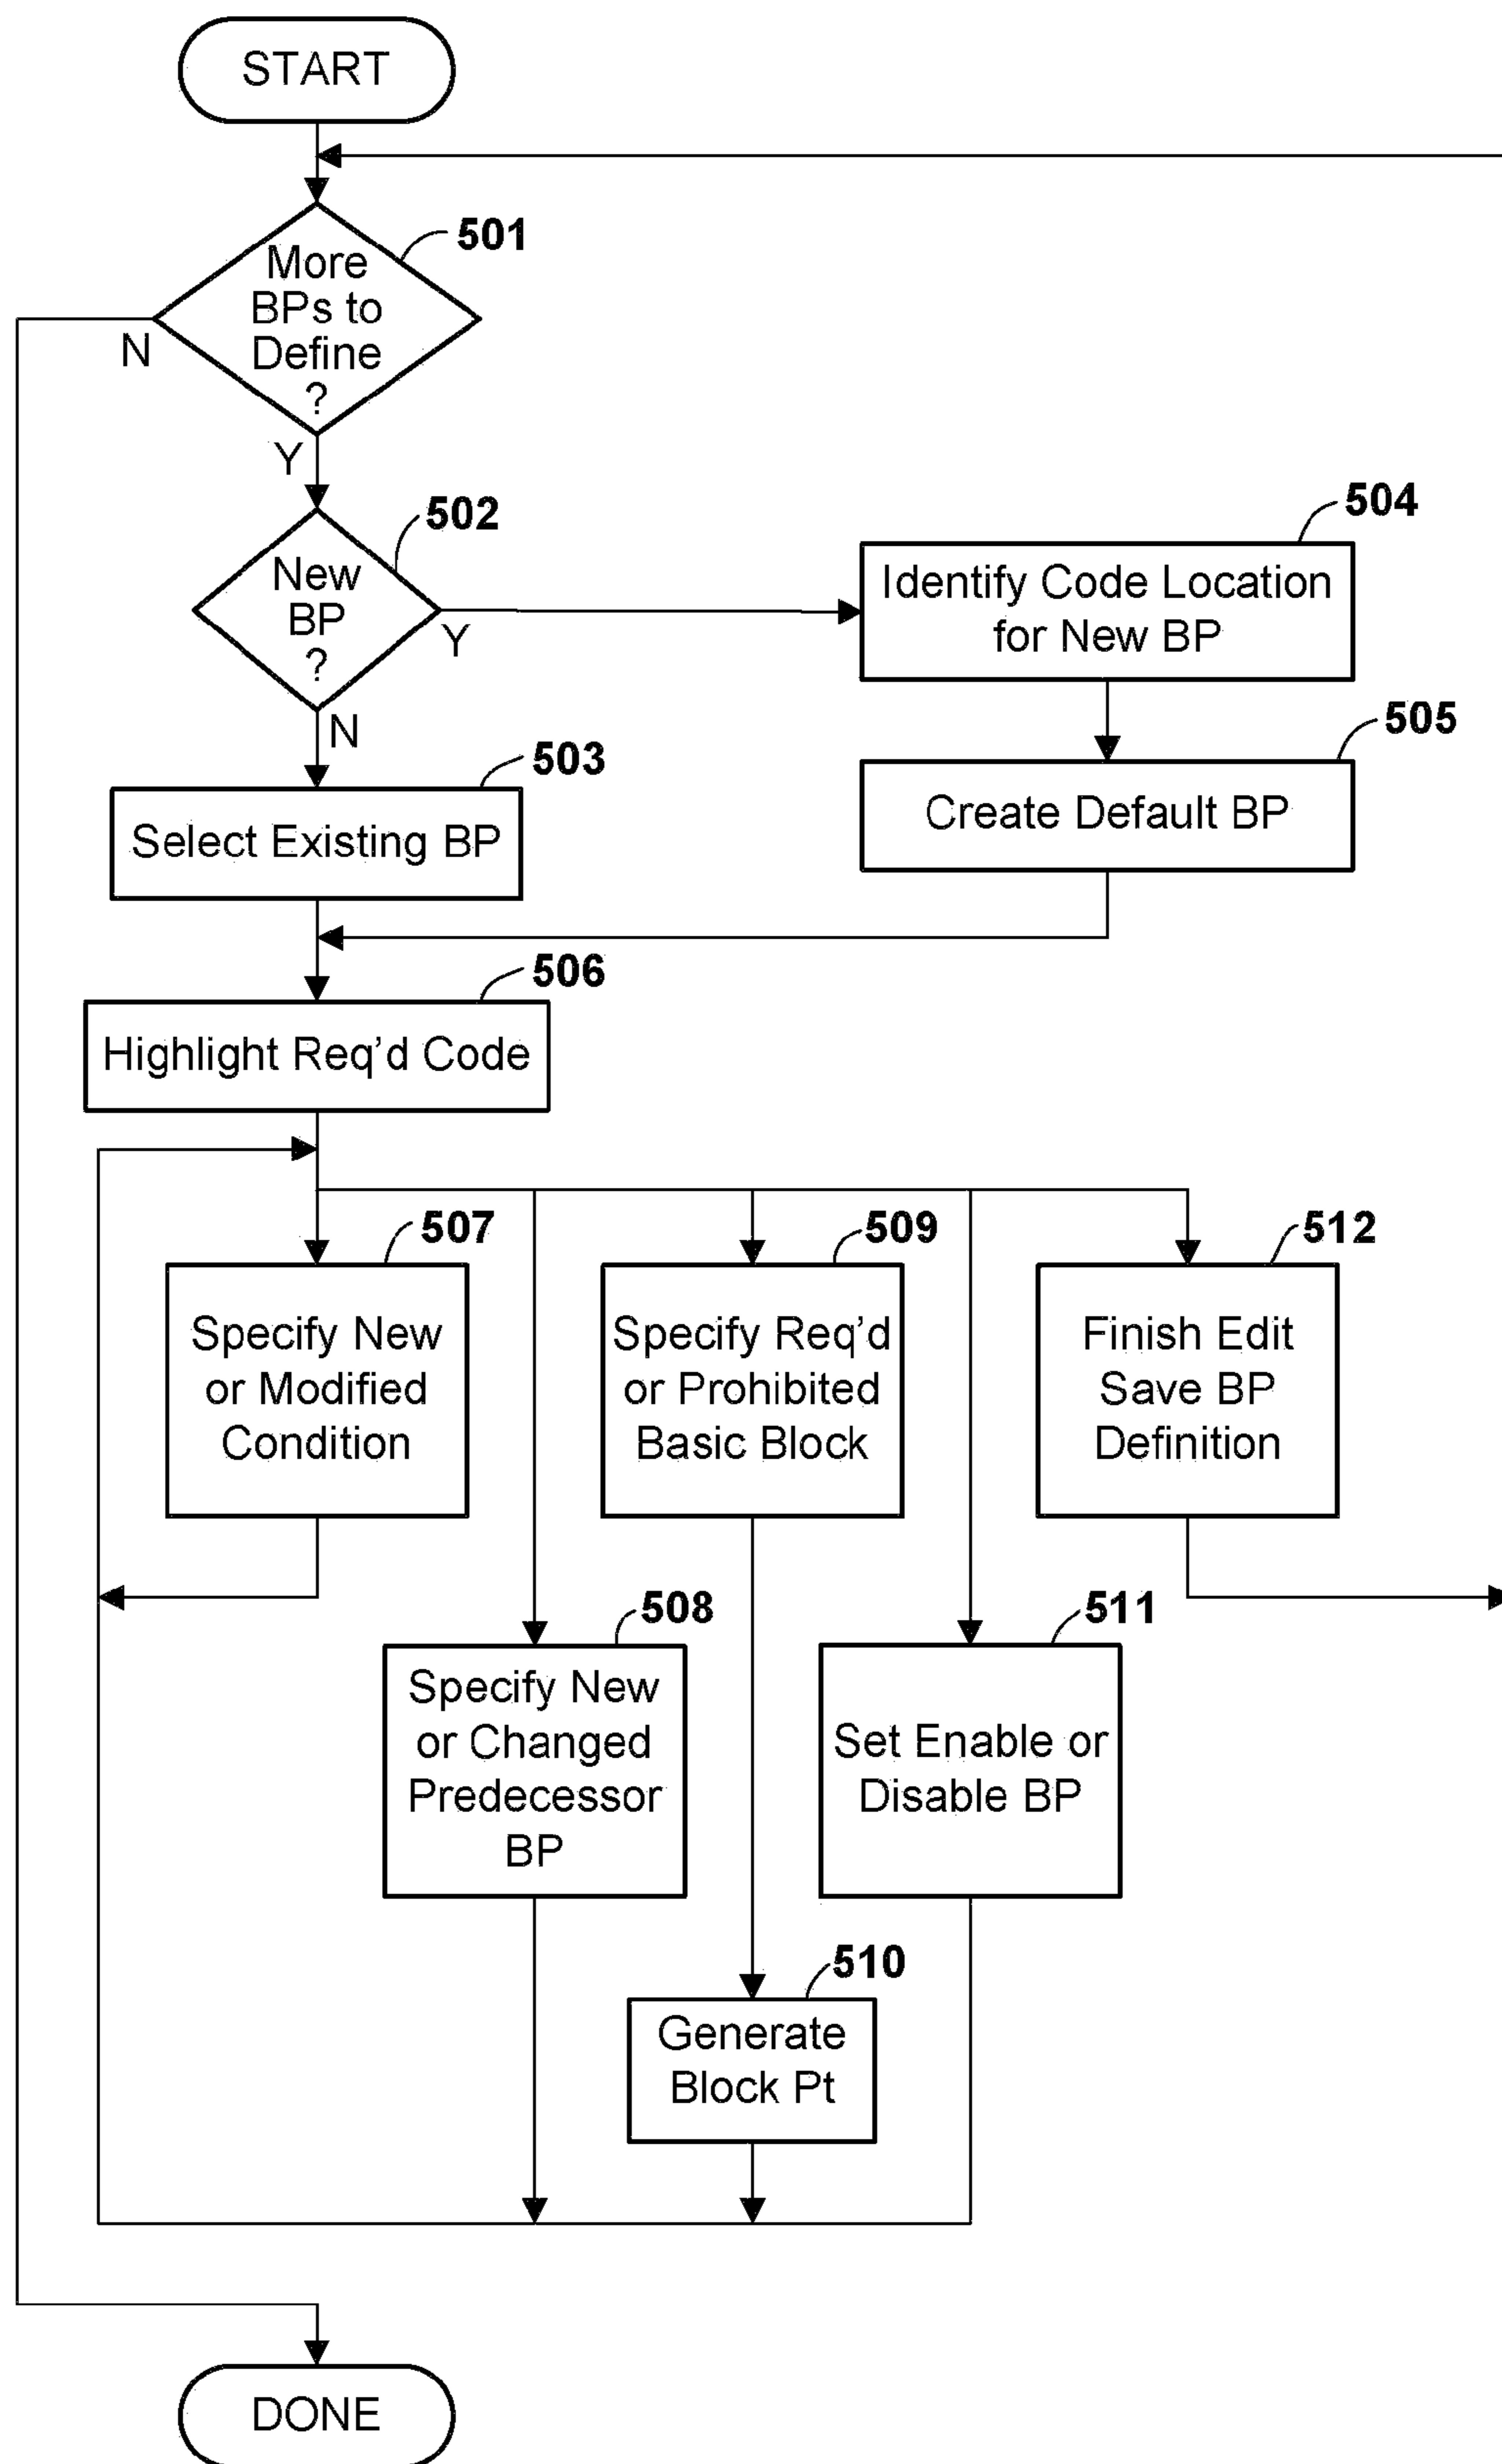 START
501
More
BPs to
Define
?
N
Y
502
New
BP
?
Y
N
504
Identify Code Location
for New BP
505
Create Default BP
503
Select Existing BP
506
Highlight Req'd Code
507
Specify New
or Modified
Condition
509
Specify Req'd
or Prohibited
Basic Block
512
Finish Edit
Save BP
Definition
508
Specify New
or Changed
Predecessor
BP
511
Set Enable or
Disable BP
510
Generate
Block Pt
DONE